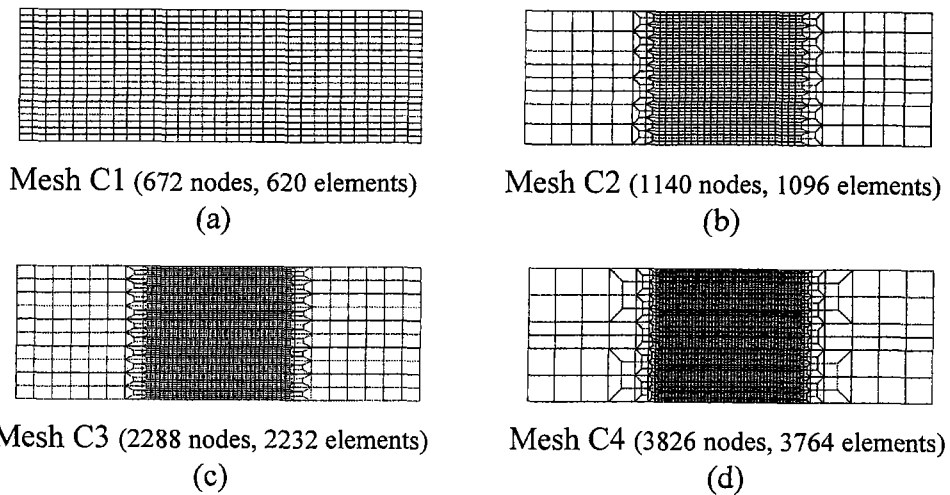 Mesh C1 (672 nodes, 620 elements)
(a)
Mesh C2 (1140 nodes, 1096 elements)
(b)
Mesh C3 (2288 nodes, 2232 elements)
(c)
Mesh C4 (3826 nodes, 3764 elements)
(d)